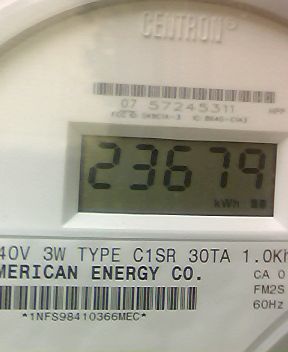 CENTRON®
07 57245311
23679
kWh
40V 3W TYPE C1SR 30TA 1.0Kh
MERICAN ENERGY CO.
CA 0
FM2S
60Hz
*1NFS98410366MEC*